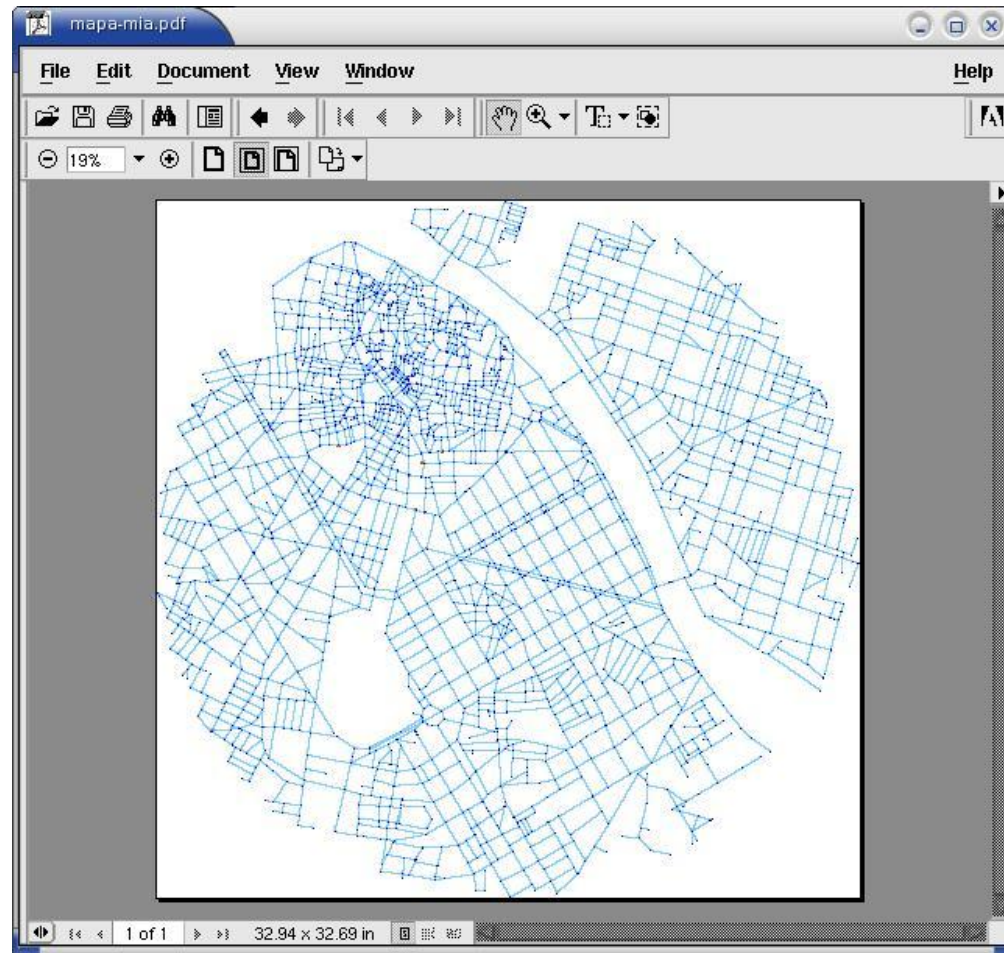 mapa-mia.pdf
File Edit Document View Window Help
19%
1 of 1 32.94 × 32.69 in